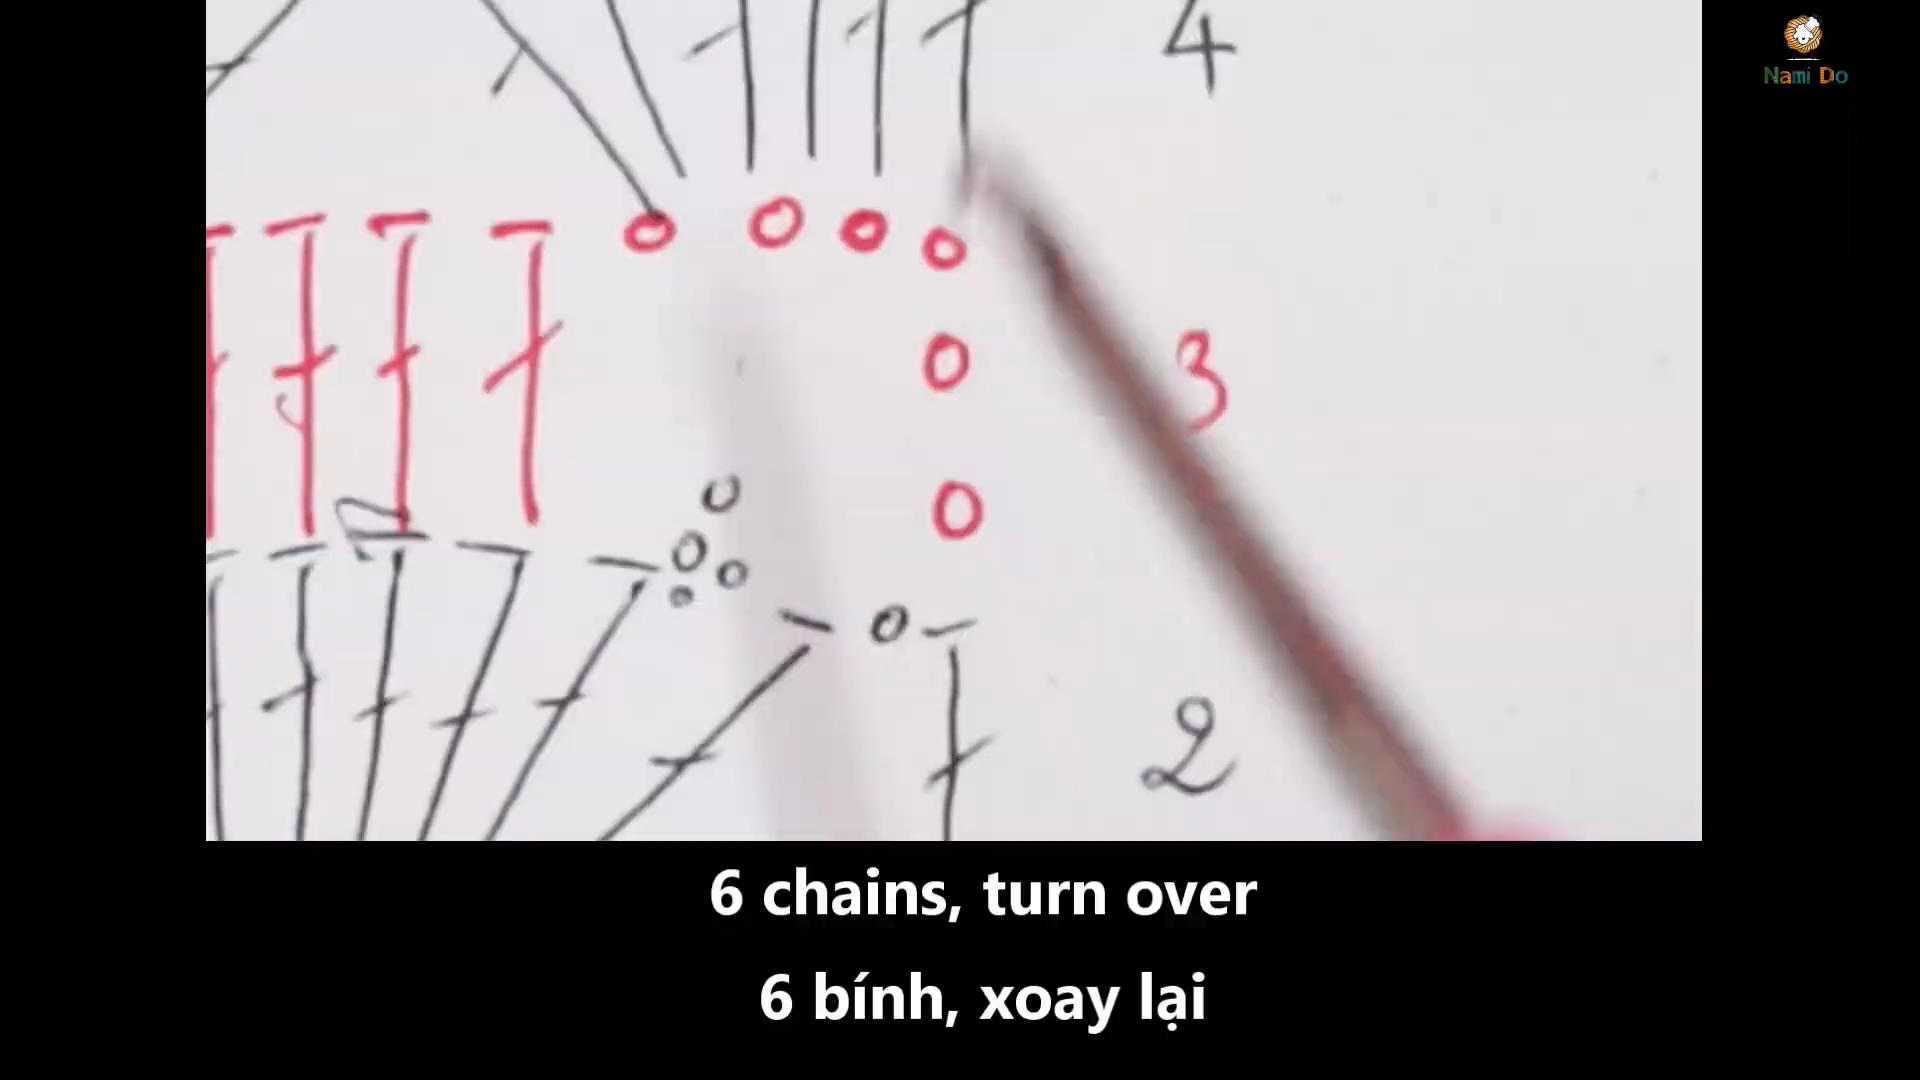 4
Nami Do
3
2
6 chains, turn over
6 bính, xoay lại